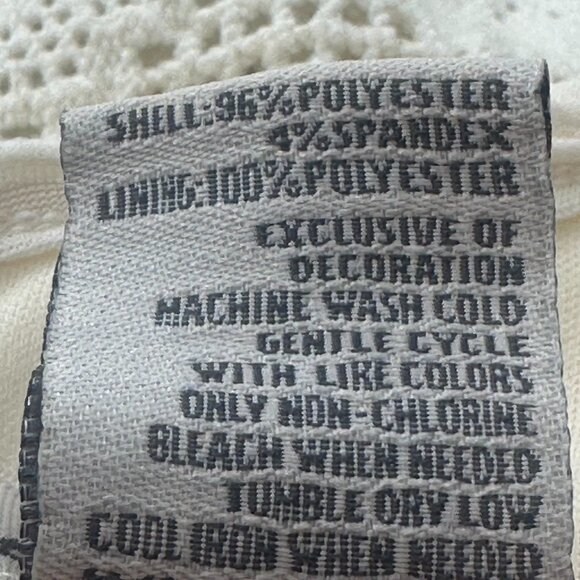 SHELL:96%POLYESTER
4%SPANDEX
LINING:100%POLYESTER
EXCLUSIVE OF
DECORATION
MACHINE WASH COLD
GENTLE CYCLE
WITH LIKE COLORS
ONLY NON-CHLORINE
BLEACH WHEN NEEDED
TUMBLE DRY LOW
COOL IRON WHEN NEEDED